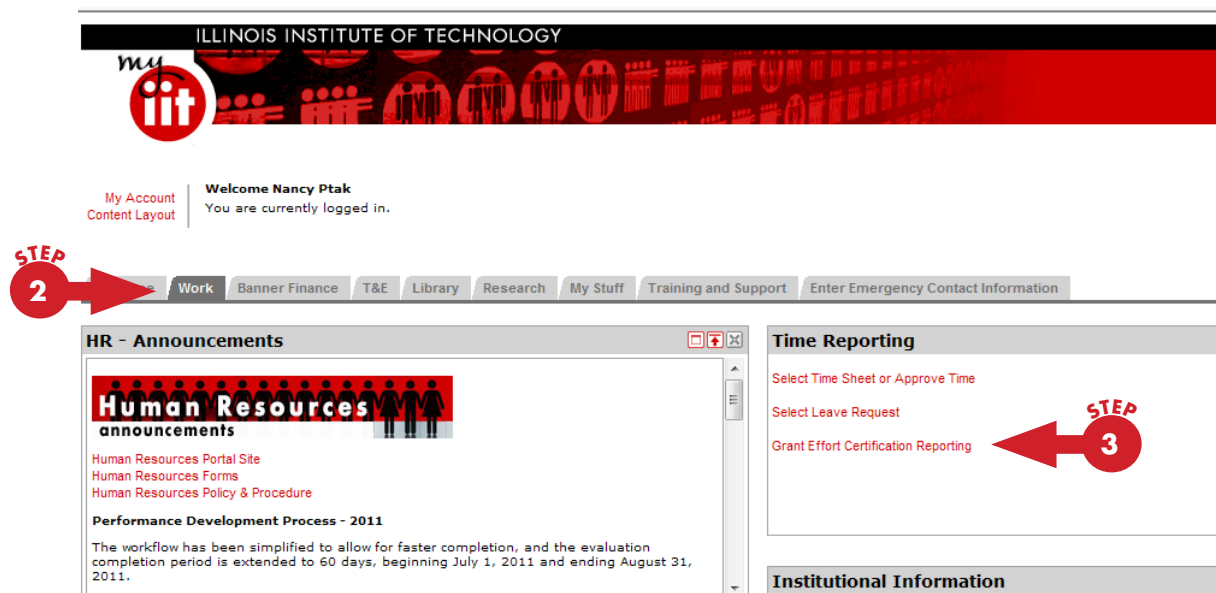 ILLINOIS INSTITUTE OF TECHNOLOGY
my
iit
My Account
Content Layout
Welcome Nancy Ptak
You are currently logged in.
STEP
2
Work Banner Finance T&E Library Research My Stuff Training and Support Enter Emergency Contact Information
HR - Announcements
Human Resources
announcements
Human Resources Portal Site
Human Resources Forms
Human Resources Policy & Procedure
Performance Development Process - 2011
The workflow has been simplified to allow for faster completion, and the evaluation
completion period is extended to 60 days, beginning July 1, 2011 and ending August 31,
2011.
Time Reporting
Select Time Sheet or Approve Time
Select Leave Request
Grant Effort Certification Reporting
STEP
3
Institutional Information